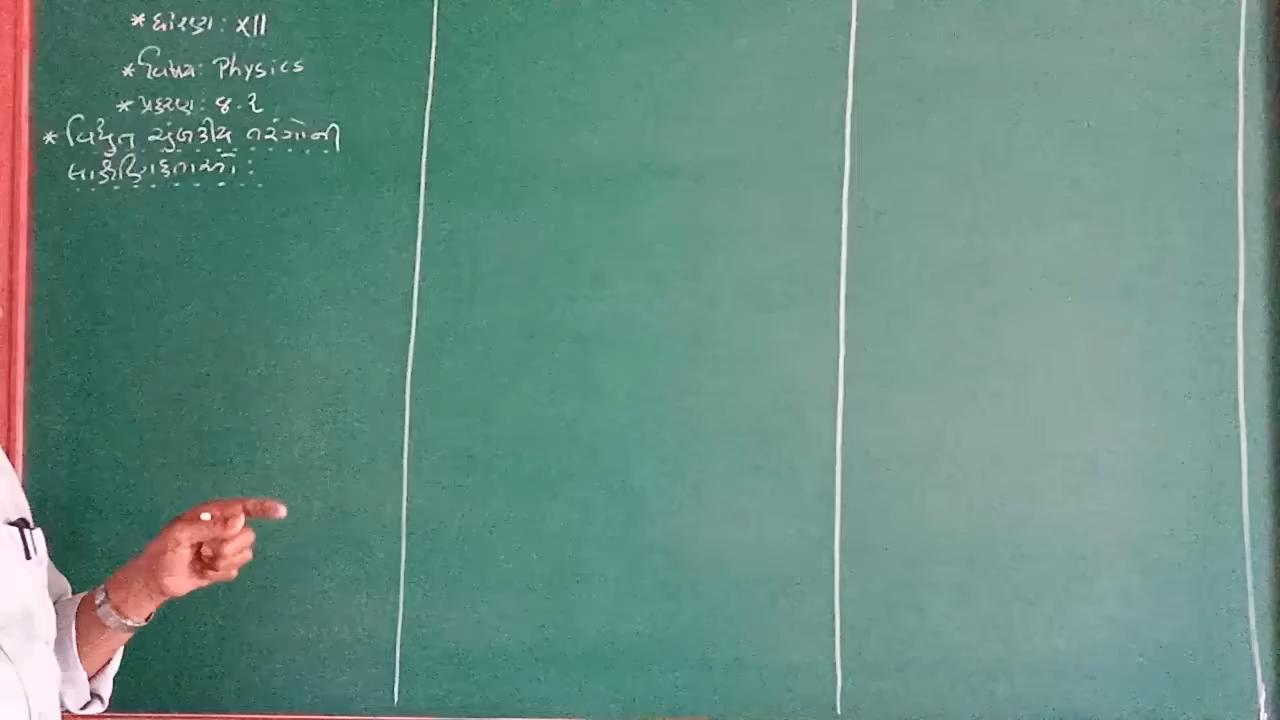 * ધોરણ : XII
* વિષય : Physics
* પ્રકરણ : 8.2
* વિદ્યુત ચુંબકીય તરંગોની
લાક્ષણિકતાઓ :